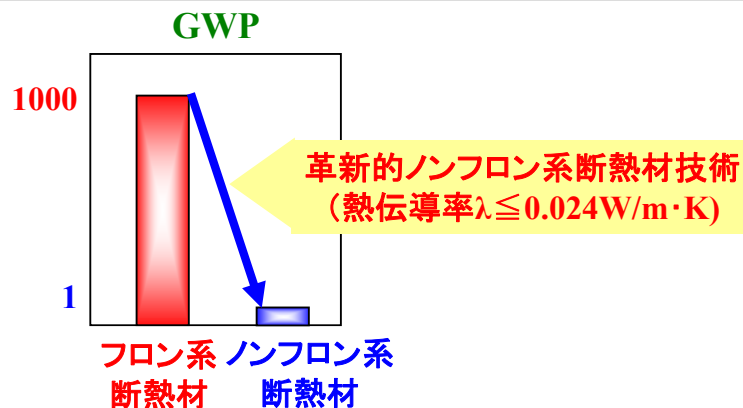 GWP
1000
革新的ノンフロン系断熱材技術
（熱伝導率λ≦0.024W/m･K)
1
フロン系
断熱材
ノンフロン系
断熱材